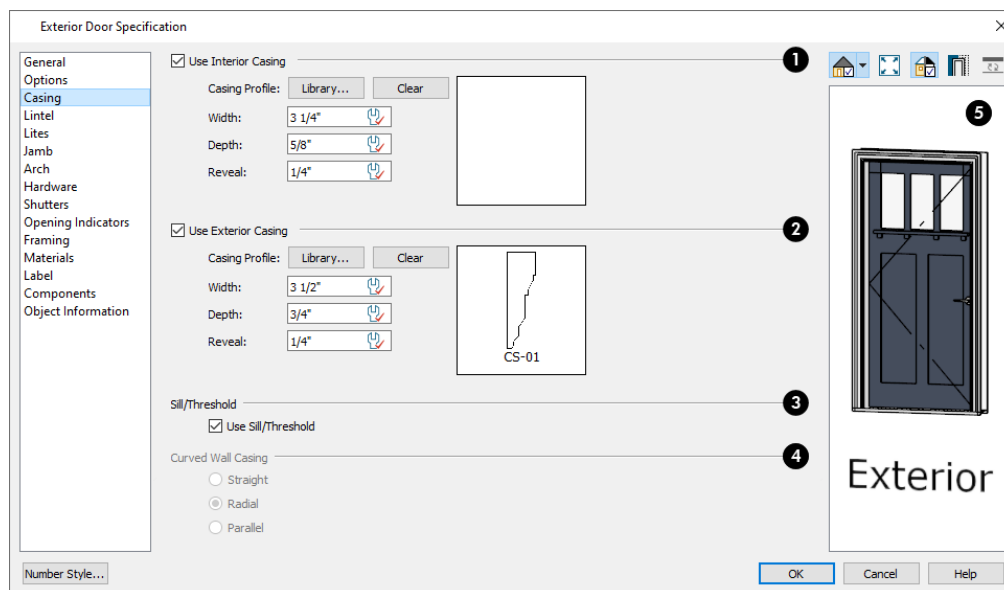 Exterior Door Specification
General
Options
Casing
Lintel
Lites
Jamb
Arch
Hardware
Shutters
Opening Indicators
Framing
Materials
Label
Components
Object Information
Use Interior Casing
1
Casing Profile: Library... Clear
Width: 3 1/4"
Depth: 5/8"
Reveal: 1/4"
Use Exterior Casing
2
Casing Profile: Library... Clear
Width: 3 1/2"
Depth: 3/4"
Reveal: 1/4"
CS-01
Sill/Threshold
3
Use Sill/Threshold
Curved Wall Casing
4
Straight
Radial
Parallel
5
Exterior
Number Style... OK Cancel Help